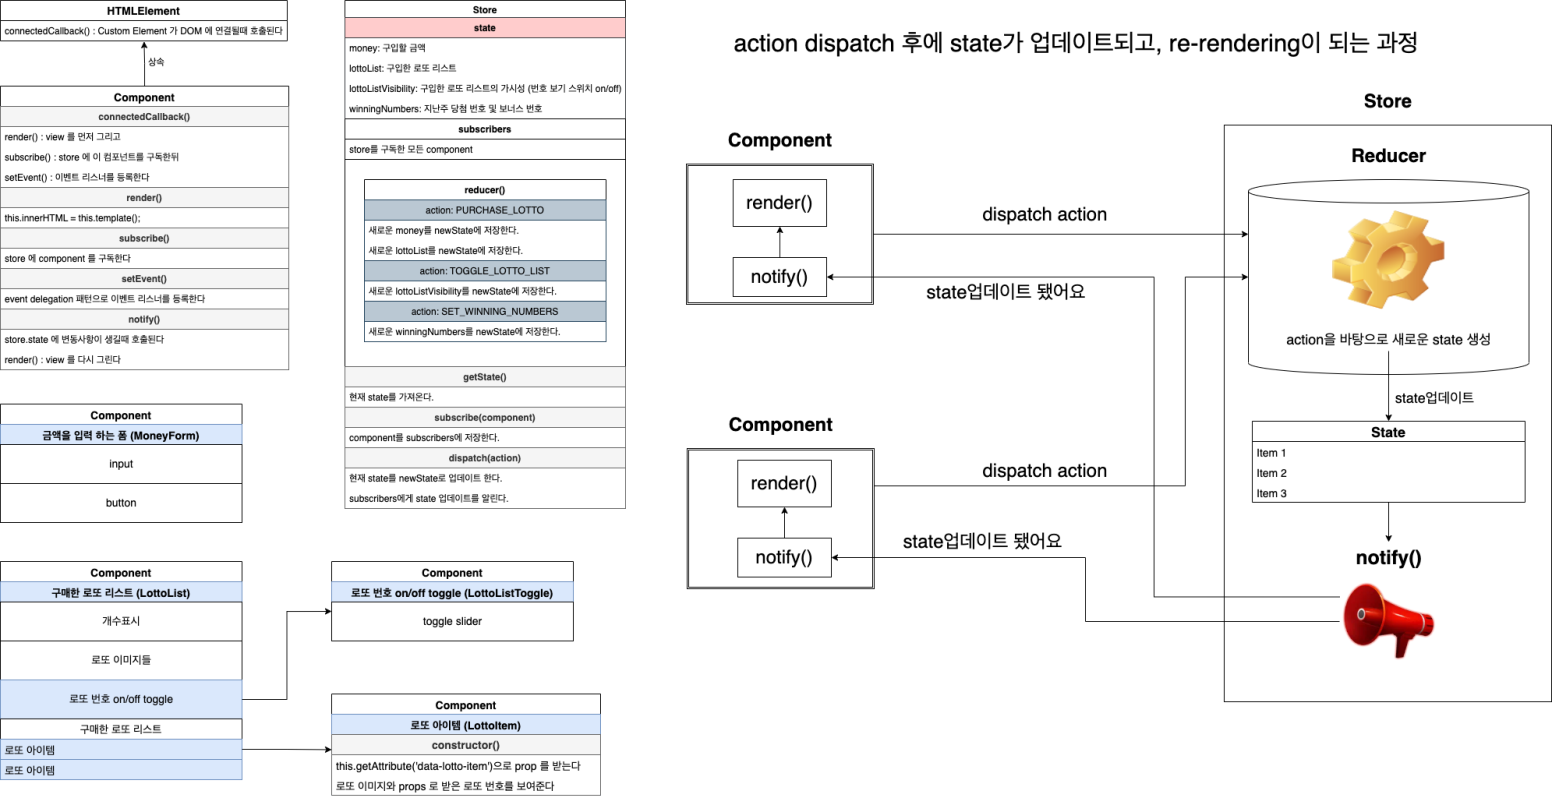 HTMLElement
connectedCallback() : Custom Element 가 DOM 에 연결될때 호출된다
상속
Component
connectedCallback()
render() : view 를 먼저 그리고
subscribe() : store 에 이 컴포넌트를 구독한뒤
setEvent() : 이벤트 리스너를 등록한다
render()
this.innerHTML = this.template();
subscribe()
store 에 component 를 구독한다
setEvent()
event delegation 패턴으로 이벤트 리스너를 등록한다
notify()
store.state 에 변동사항이 생길때 호출된다
render() : view 를 다시 그린다
Component
금액을 입력 하는 폼 (MoneyForm)
input
button
Component
구매한 로또 리스트 (LottoList)
개수표시
로또 이미지들
로또 번호 on/off toggle
구매한 로또 리스트
로또 아이템
로또 아이템
Component
로또 번호 on/off toggle (LottoListToggle)
toggle slider
Component
로또 아이템 (LottoItem)
constructor()
this.getAttribute('data-lotto-item')으로 prop 를 받는다
로또 이미지와 props 로 받은 로또 번호를 보여준다
Store
state
money: 구입할 금액
lottoList: 구입한 로또 리스트
lottoListVisibility: 구입한 로또 리스트의 가시성 (번호 보기 스위치 on/off)
winningNumbers: 지난주 당첨 번호 및 보너스 번호
subscribers
store를 구독한 모든 component
reducer()
action: PURCHASE_LOTTO
새로운 money를 newState에 저장한다.
새로운 lottoList를 newState에 저장한다.
action: TOGGLE_LOTTO_LIST
새로운 lottoListVisibility를 newState에 저장한다.
action: SET_WINNING_NUMBERS
새로운 winningNumbers를 newState에 저장한다.
getState()
현재 state를 가져온다.
subscribe(component)
component를 subscribers에 저장한다.
dispatch(action)
현재 state를 newState로 업데이트 한다.
subscribers에게 state 업데이트를 알린다.
action dispatch 후에 state가 업데이트되고, re-rendering이 되는 과정
Component
render()
notify()
dispatch action
state업데이트 됐어요
Component
render()
notify()
dispatch action
state업데이트 됐어요
Store
Reducer
action을 바탕으로 새로운 state 생성
state업데이트
State
Item 1
Item 2
Item 3
notify()